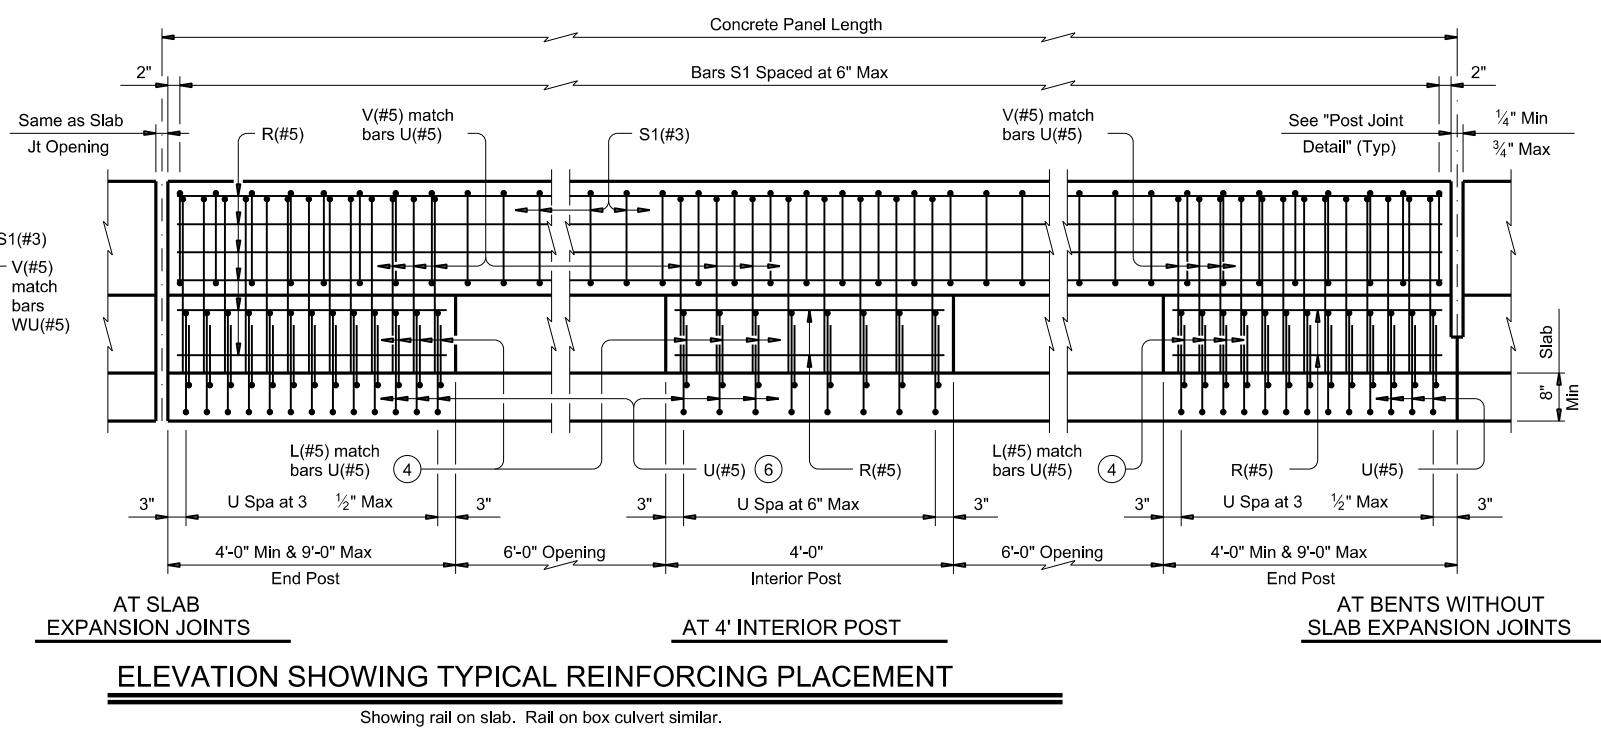 Concrete Panel Length
2"
Bars S1 Spaced at 6" Max
2"
Same as Slab
Jt Opening
R(#5)
V(#5) match
bars U(#5)
S1(#3)
V(#5) match
bars U(#5)
See "Post Joint
Detail" (Typ)
¼" Min
¾" Max
S1(#3)
V(#5)
match
bars
WU(#5)
Slab
8"
Min
L(#5) match
bars U(#5)
4
U(#5)
6
R(#5)
L(#5) match
bars U(#5)
4
R(#5)
U(#5)
3"
U Spa at 3 ½" Max
3"
3"
U Spa at 6" Max
3"
3"
U Spa at 3 ½" Max
3"
4'-0" Min & 9'-0" Max
End Post
6'-0" Opening
4'-0"
Interior Post
6'-0" Opening
4'-0" Min & 9'-0" Max
End Post
AT SLAB
EXPANSION JOINTS
AT 4' INTERIOR POST
AT BENTS WITHOUT
SLAB EXPANSION JOINTS
ELEVATION SHOWING TYPICAL REINFORCING PLACEMENT
Showing rail on slab. Rail on box culvert similar.